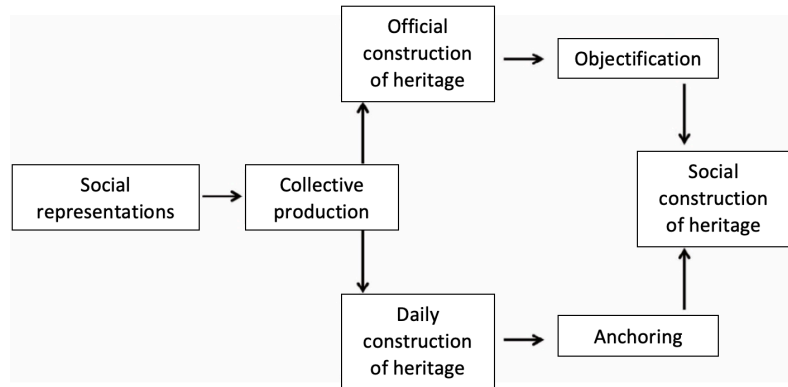 Official
construction
of heritage
Objectification
Social
representations
Collective
production
Social
construction
of heritage
Daily
construction
of heritage
Anchoring